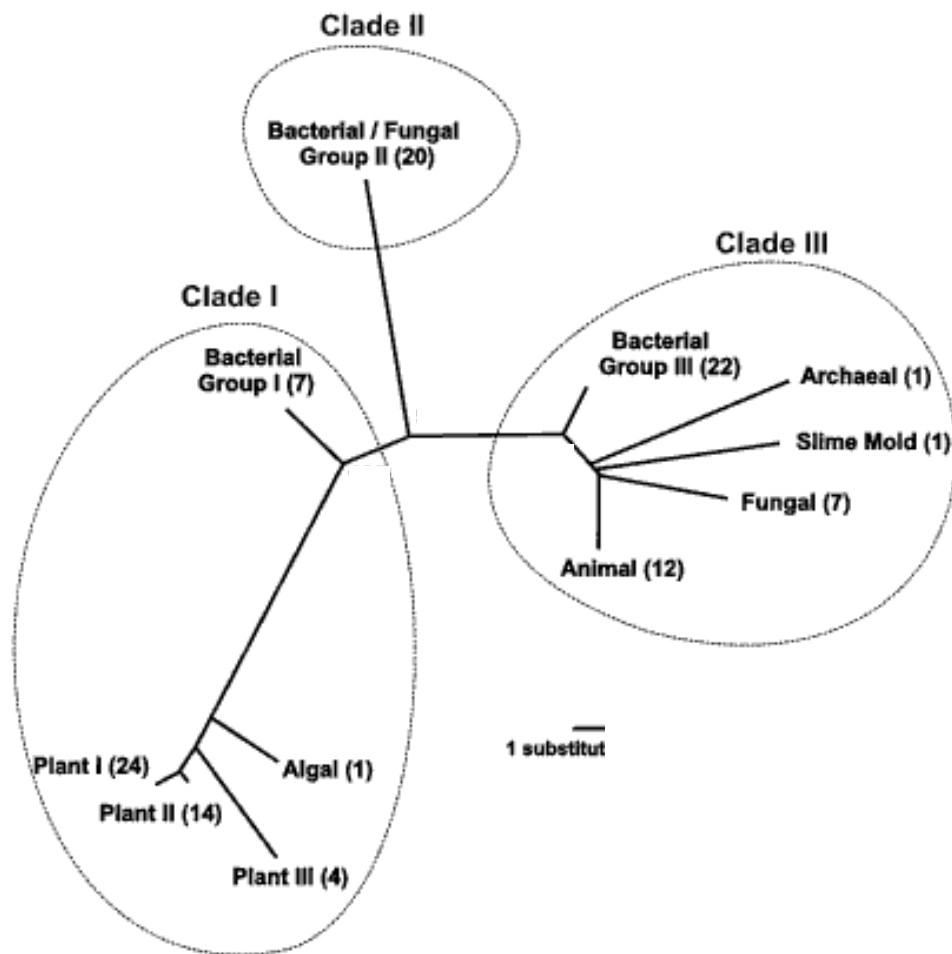 Clade II
Bacterial / Fungal
Group II (20)
Clade III
Clade I
Bacterial
Group I (7)
Bacterial
Group III (22)
Archaeal (1)
Slime Mold (1)
Fungal (7)
Animal (12)
1 substitut
Plant I (24)
Algal (1)
Plant II (14)
Plant III (4)